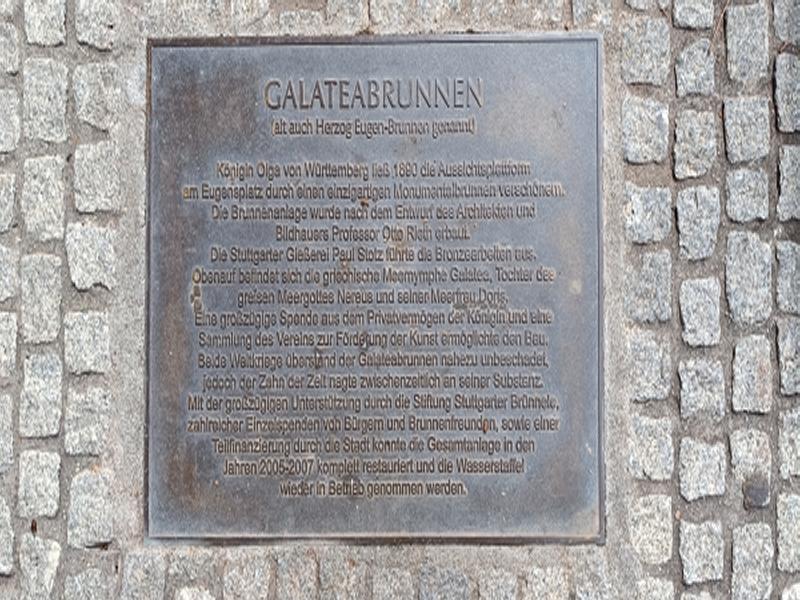 GALATEABRUNNEN
(alt auch Herzog Eugen-Brunnen genannt)
Königin Olga von Württemberg ließ 1890 die Aussichtsplattform
am Eugensplatz durch einen einzigartigen Monumentalbrunnen verschönern.
Die Brunnenanlage wurde nach dem Entwurf des Architekten und
Bildhauers Professor Otto Rieth erbaut.
Die Stuttgarter Gießerei Paul Stotz führte die Bronzearbeiten aus.
Obenauf befindet sich die griechische Meernymphe Galatea, Tochter des
greisen Meergottes Nereus und seiner Meerfrau Doris.
Eine großzügige Spende aus dem Privatvermögen der Königin und eine
Sammlung des Vereins zur Förderung der Kunst ermöglichte den Bau.
Beide Weltkriege überstand der Galateabrunnen nahezu unbeschadet,
jedoch der Zahn der Zeit nagte zwischenzeitlich an seiner Substanz.
Mit der großzügigen Unterstützung durch die Stiftung Stuttgarter Brünnele,
zahlreicher Einzelspenden von Bürgern und Brunnenfreunden, sowie einer
Teilfinanzierung durch die Stadt konnte die Gesamtanlage in den
Jahren 2005-2007 komplett restauriert und die Wasserstaffel
wieder in Betrieb genommen werden.